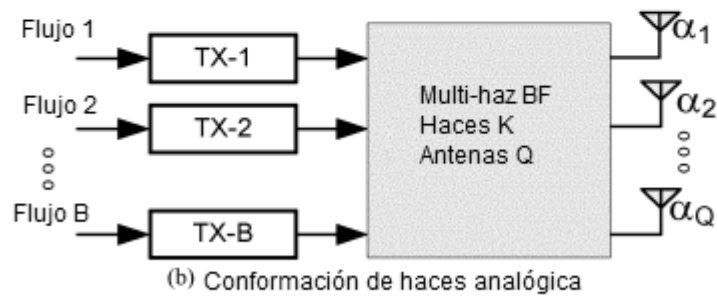 Flujo 1
TX-1
α1
Flujo 2
TX-2
Multi-haz BF
Haces K
Antenas Q
α2
Flujo B
TX-B
αQ
(b) Conformación de haces analógica